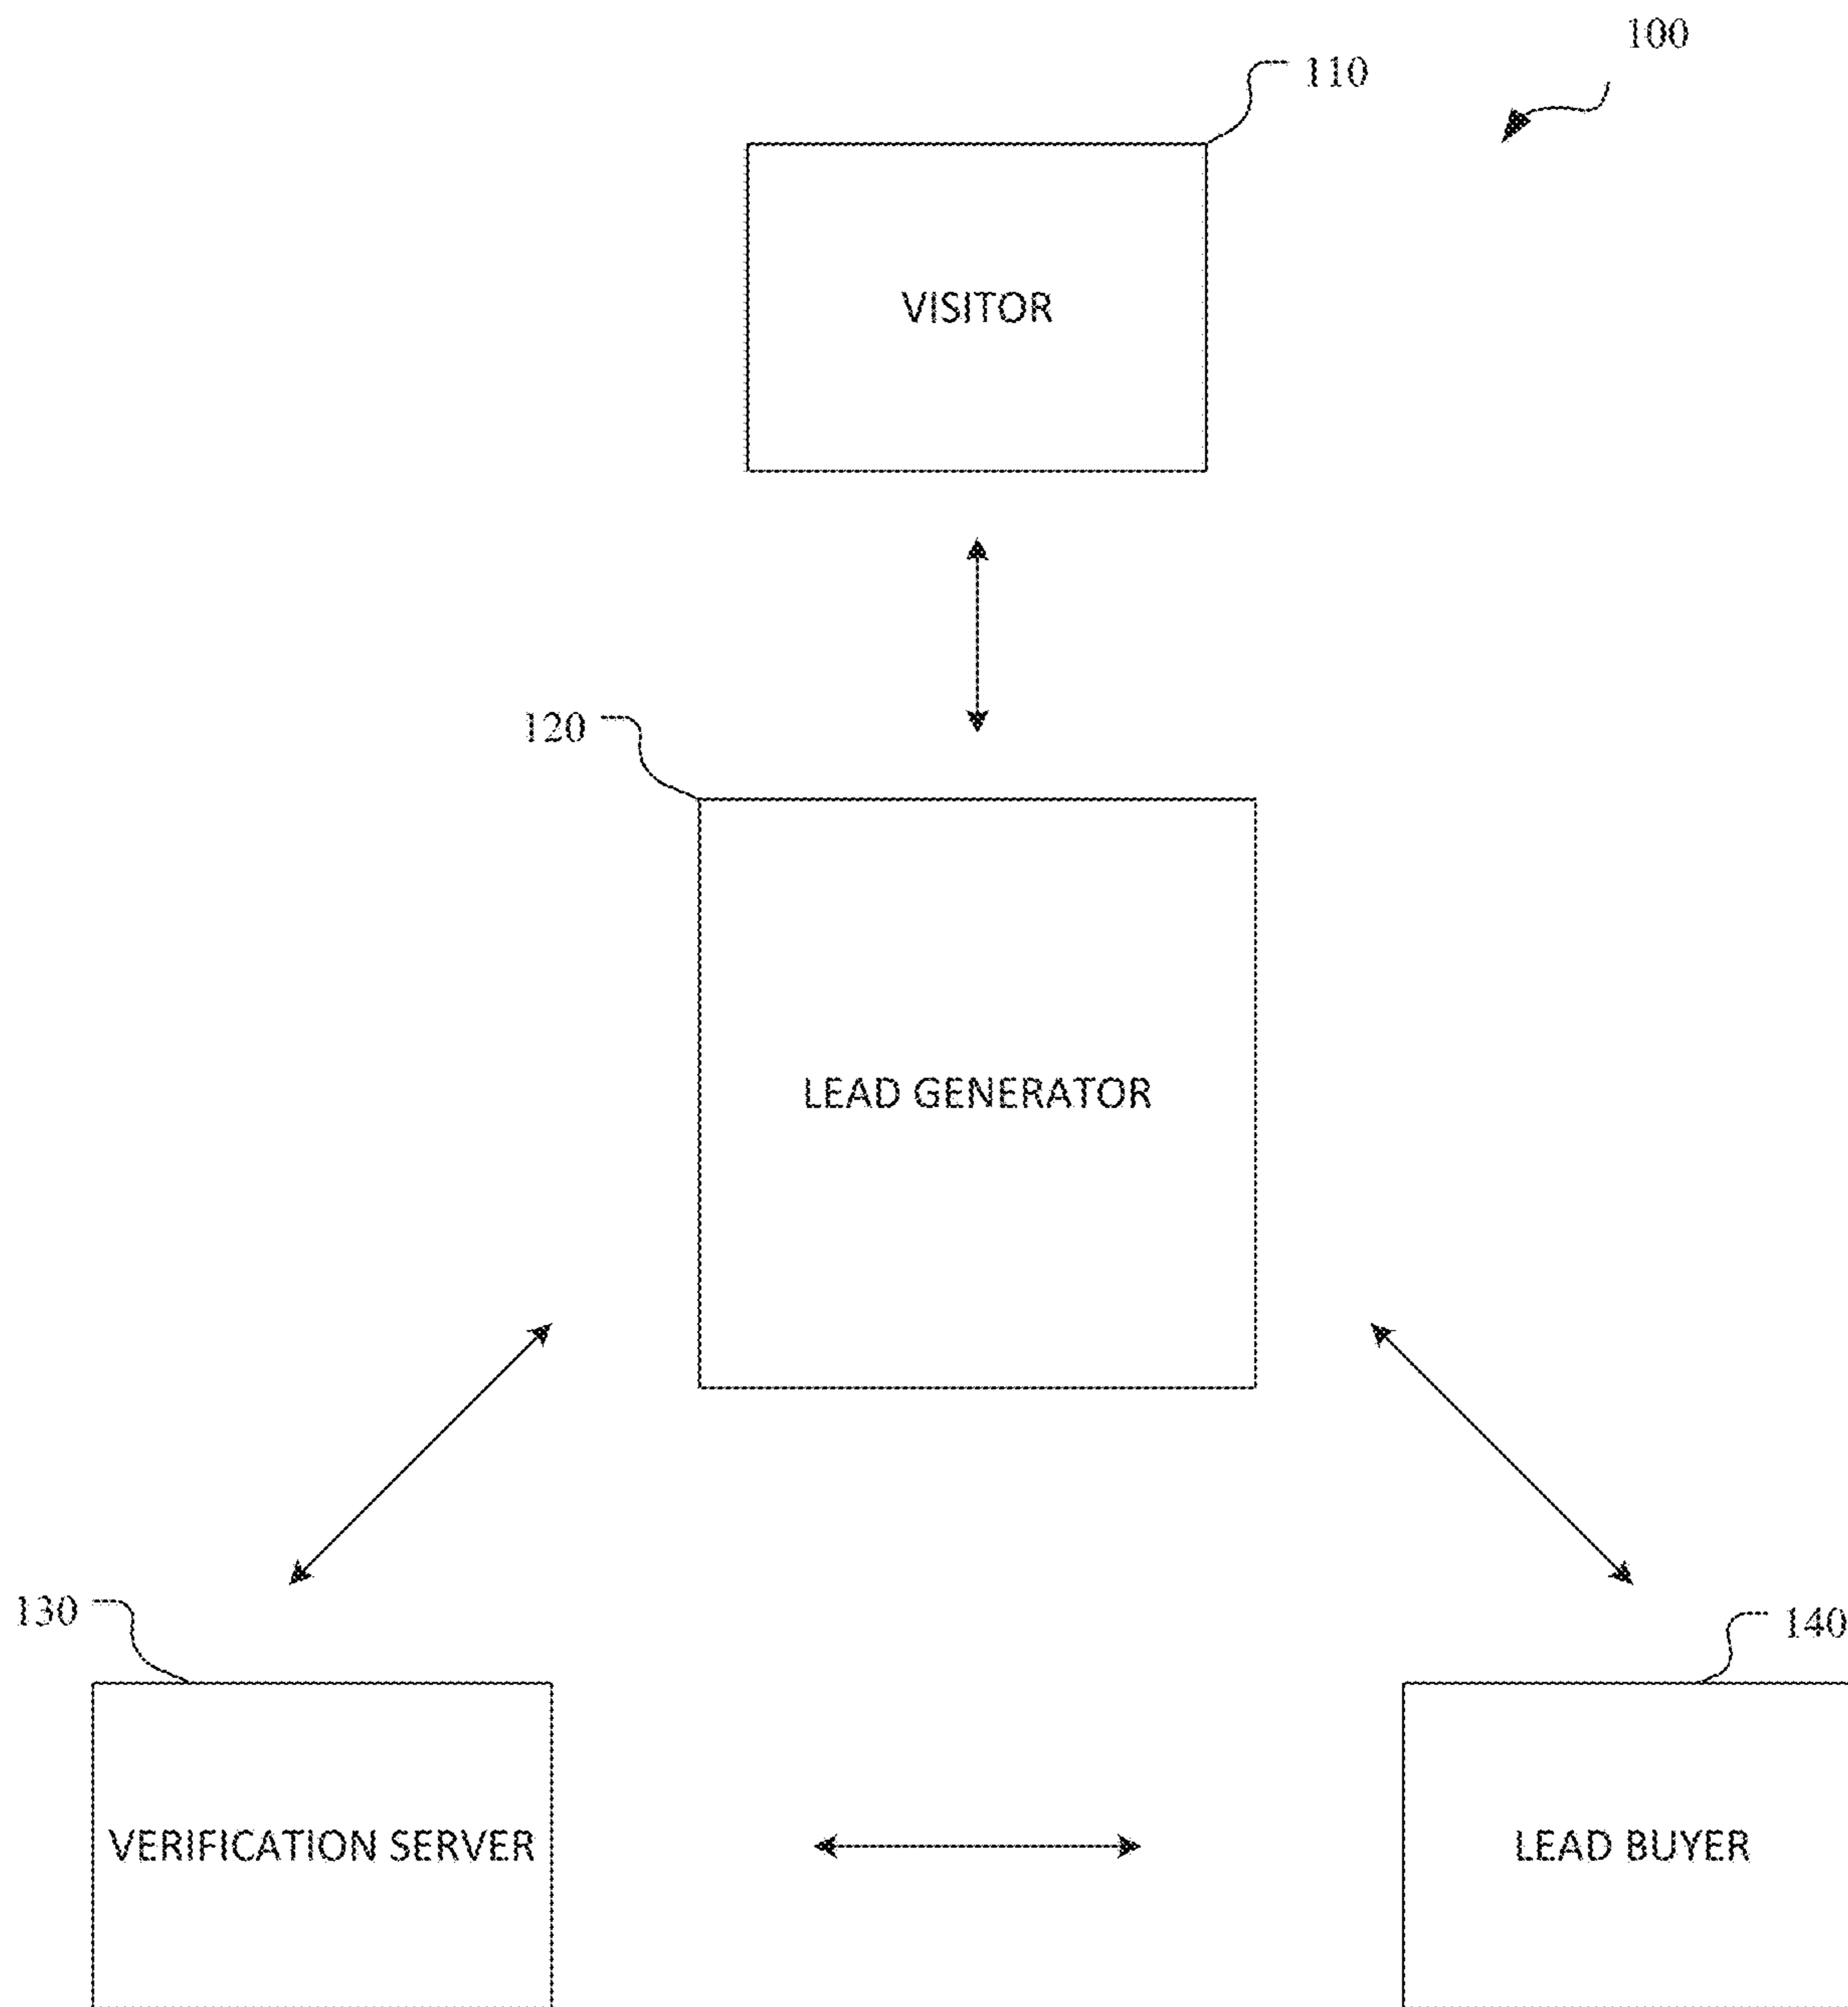 100
110
VISITOR
120
LEAD GENERATOR
130
140
VERIFICATION SERVER
LEAD BUYER